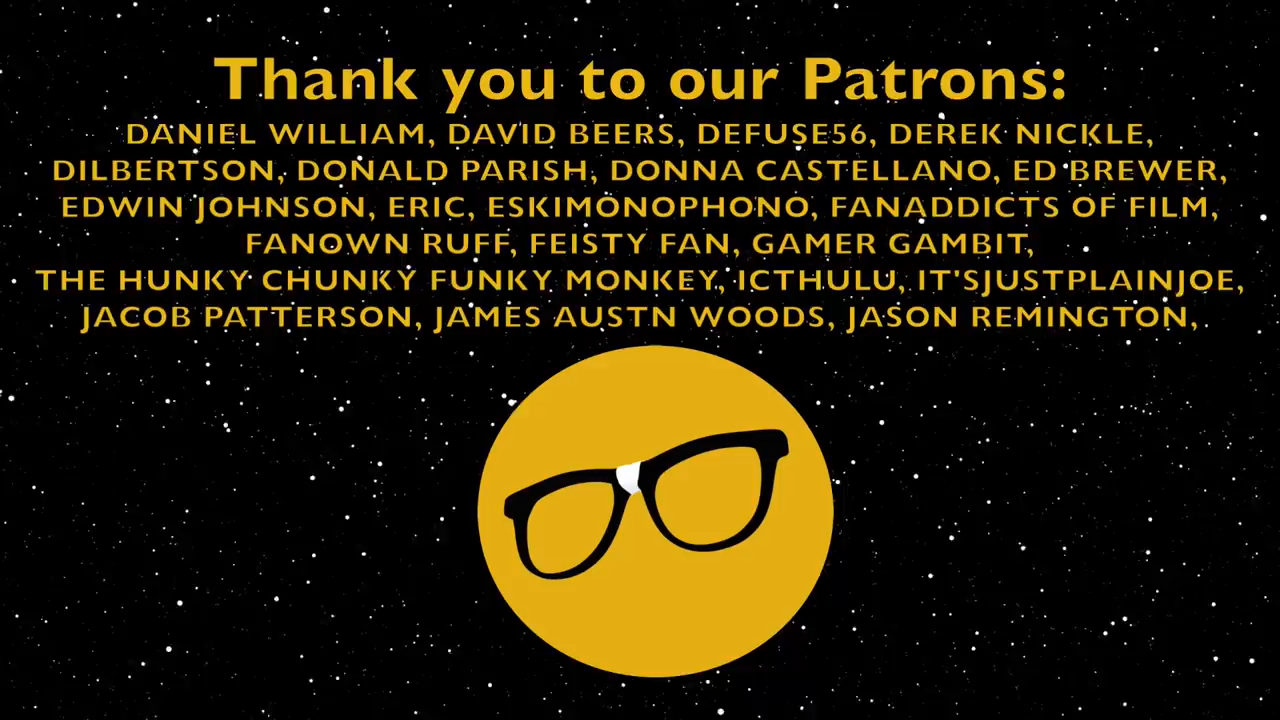 Thank you to our Patrons:
DANIEL WILLIAM, DAVID BEERS, DEFUSE56, DEREK NICKLE,
DILBERTSON, DONALD PARISH, DONNA CASTELLANO, ED BREWER,
EDWIN JOHNSON, ERIC, ESKIMONOPHONO, FANADDICTS OF FILM,
FANOWN RUFF, FEISTY FAN, GAMER GAMBIT,
THE HUNKY CHUNKY FUNKY MONKEY, ICTHULU, IT'SJUSTPLAINJOE,
JACOB PATTERSON, JAMES AUSTN WOODS, JASON REMINGTON,